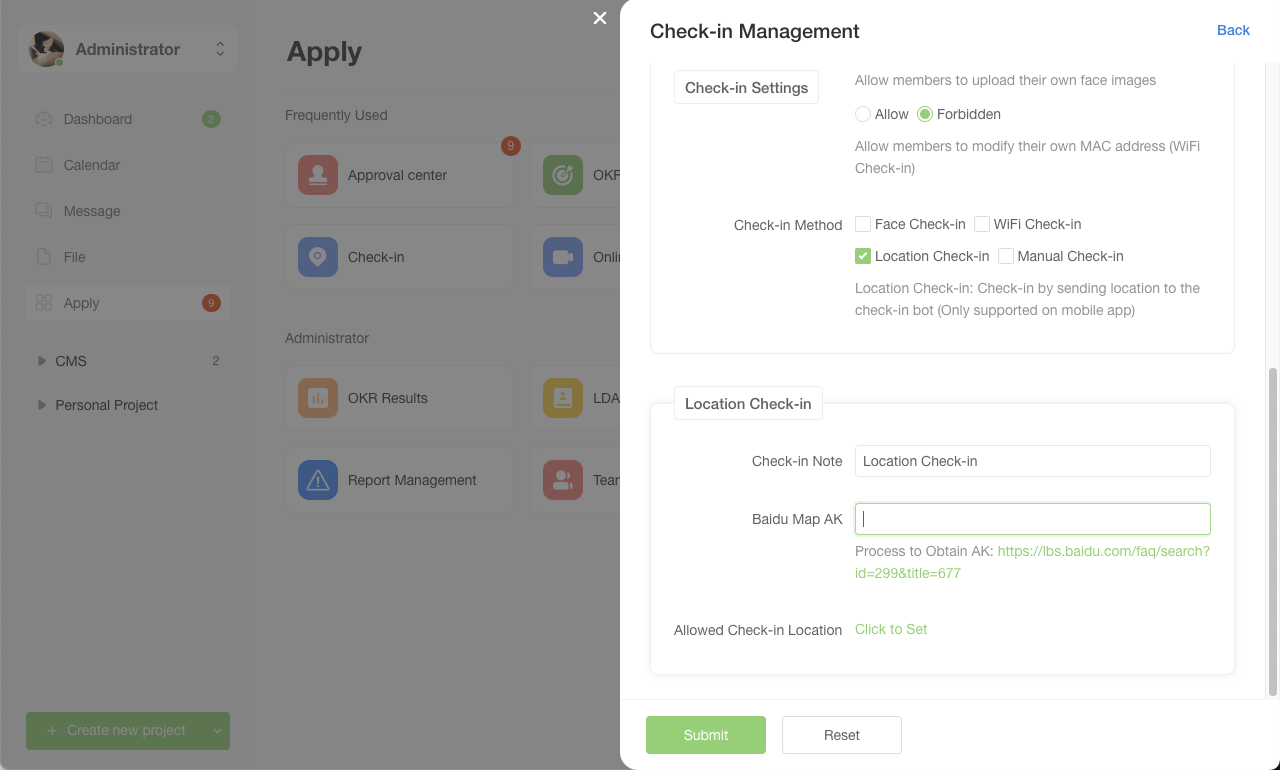 Administrator
Dashboard 2
Calendar
Message
File
Apply 9
CMS 2
Personal Project
+ Create new project
Apply
Frequently Used
Approval center 9
OKR
Check-in
Administrator
OKR Results
LDA
Report Management
Check-in Management
Back
Check-in Settings
Allow members to upload their own face images
Allow Forbidden
Allow members to modify their own MAC address (WiFi
Check-in)
Check-in Method Face Check-in WiFi Check-in
Location Check-in Manual Check-in
Location Check-in: Check-in by sending location to the
check-in bot (Only supported on mobile app)
Location Check-in
Check-in Note Location Check-in
Baidu Map AK
Process to Obtain AK: https://lbs.baidu.com/faq/search?
id=299&title=677
Allowed Check-in Location Click to Set
Submit Reset